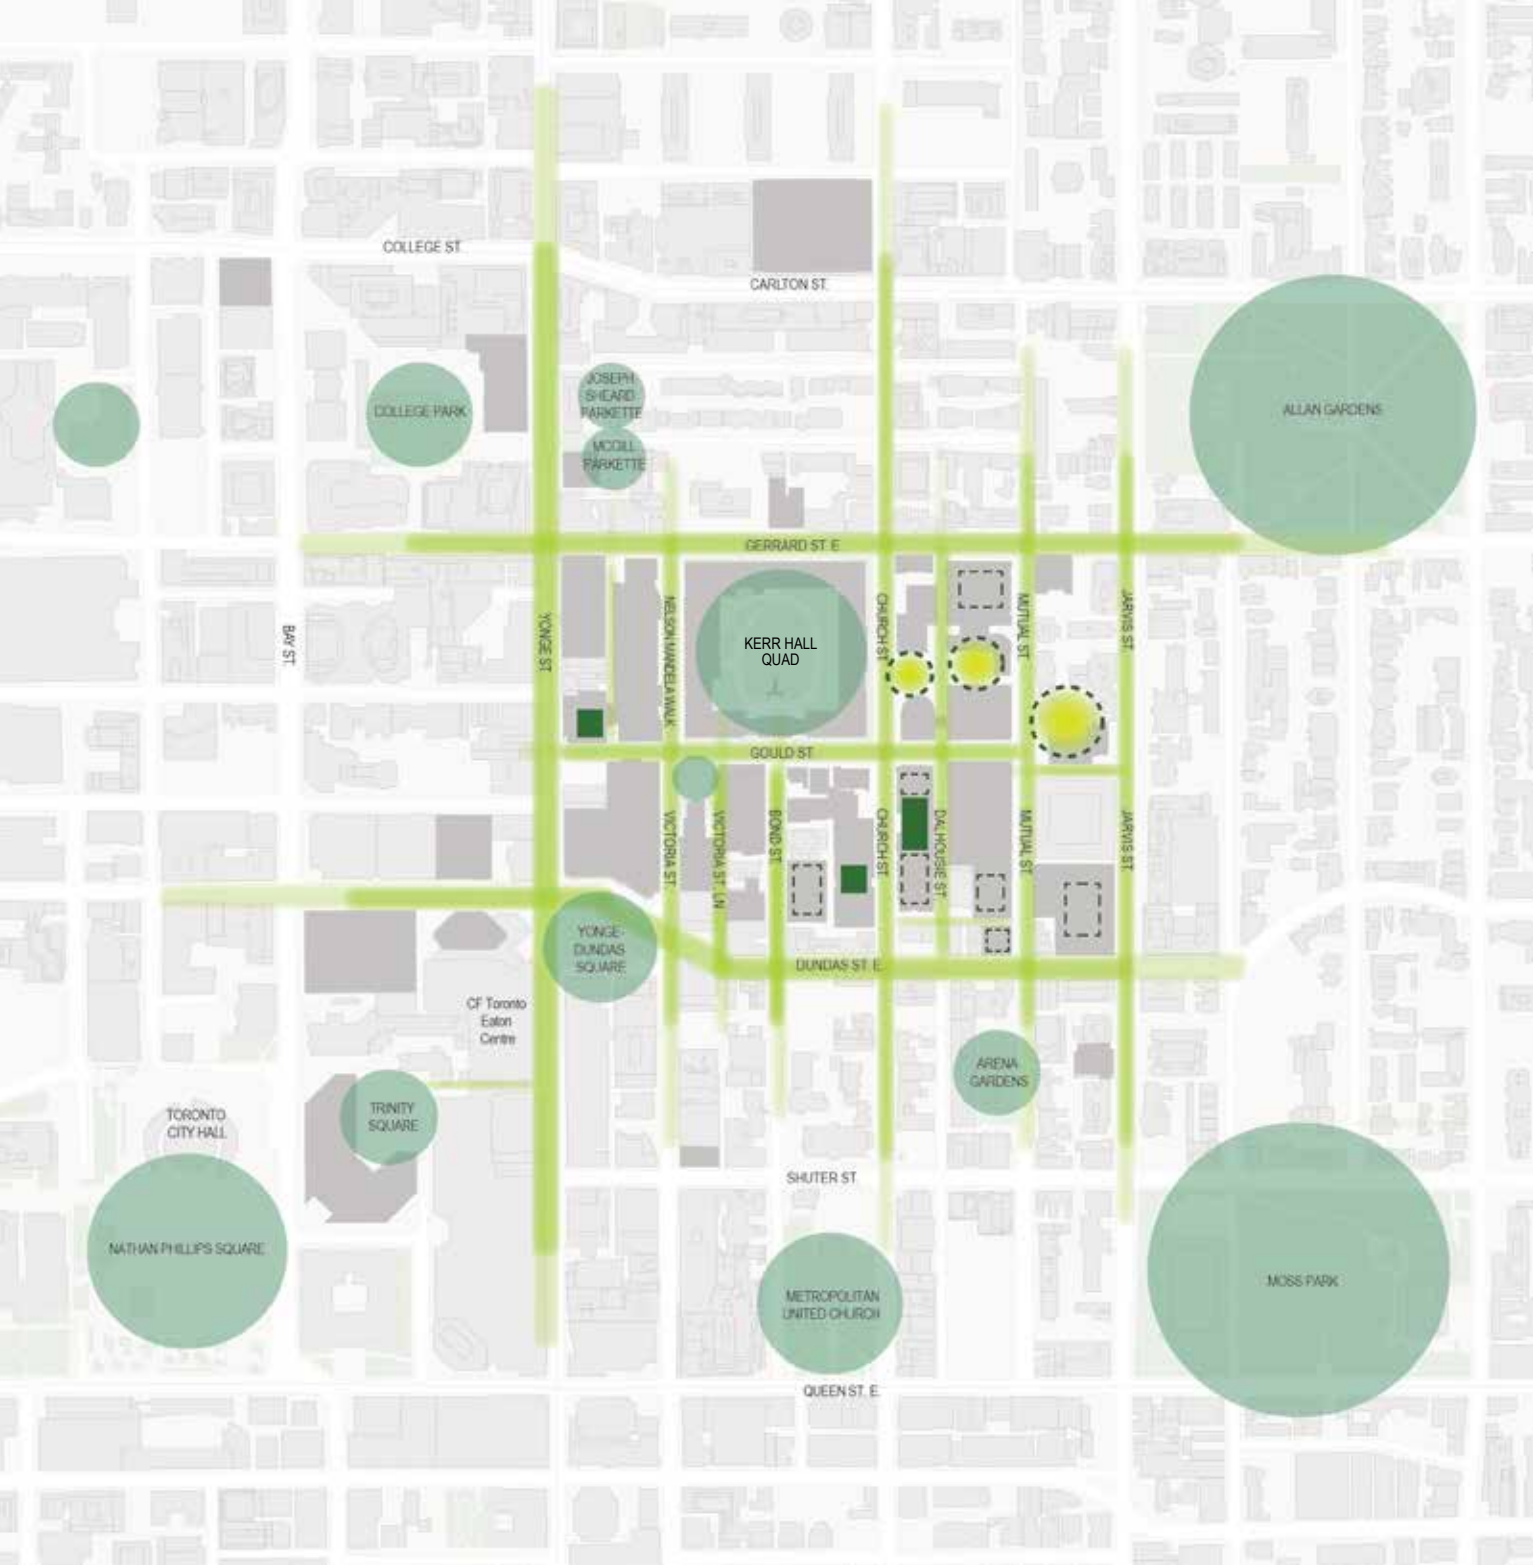 COLLEGE ST.
CARLTON ST.
JOSEPH
SHEARD
PARKETTE
COLLEGE PARK
ALLAN GARDENS
MCGILL
PARKETTE
GERRARD ST. E
BAY ST.
YONGE ST
NELSON MANDELA WALK
KERR HALL
QUAD
CHURCH ST.
MUTUAL ST.
JARVIS ST.
GOULD ST
VICTORIA ST.
VICTORIA ST. LN
BOND ST.
CHURCH ST.
DALHOUSIE ST.
MUTUAL ST.
JARVIS ST.
YONGE-
DUNDAS
SQUARE
DUNDAS ST. E.
CF Toronto
Eaton
Centre
ARENA
GARDENS
TORONTO
CITY HALL
TRINITY
SQUARE
SHUTER ST.
NATHAN PHILLIPS SQUARE
METROPOLITAN
UNITED CHURCH
MOSS PARK
QUEEN ST. E.